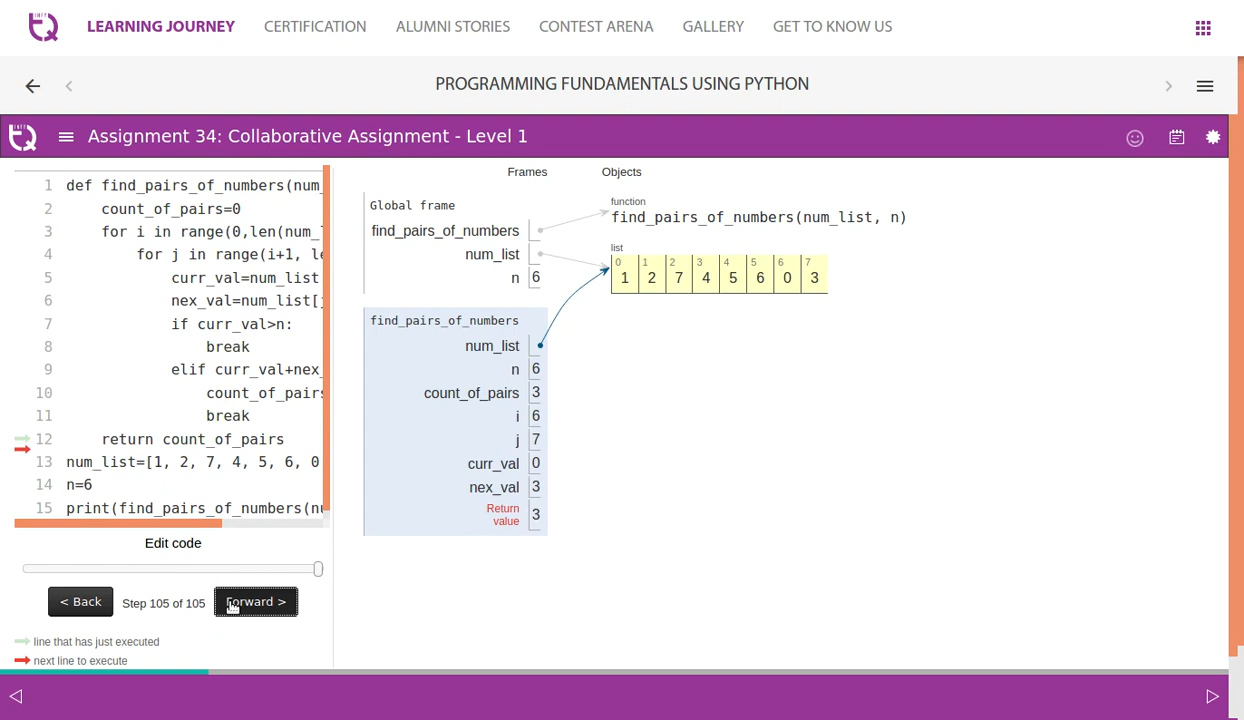 LEARNING JOURNEY CERTIFICATION ALUMNI STORIES CONTEST ARENA GALLERY GET TO KNOW US
PROGRAMMING FUNDAMENTALS USING PYTHON
Assignment 34: Collaborative Assignment - Level 1
1 def find_pairs_of_numbers(num_
2 count_of_pairs=0
3 for i in range(0,len(num_l
4 for j in range(i+1, le
5 curr_val=num_list
6 nex_val=num_list[j
7 if curr_val>n:
8 break
9 elif curr_val+nex_
10 count_of_pairs
11 break
12 return count_of_pairs
13 num_list=[1, 2, 7, 4, 5, 6, 0
14 n=6
15 print(find_pairs_of_numbers(nu
Edit code
< Back Step 105 of 105 Forward >
line that has just executed
next line to execute
Frames Objects
Global frame
find_pairs_of_numbers
num_list
n 6
function
find_pairs_of_numbers(num_list, n)
list
0 1 2 3 4 5 6 7
1 2 7 4 5 6 0 3
find_pairs_of_numbers
num_list
n 6
count_of_pairs 3
i 6
j 7
curr_val 0
nex_val 3
Return
value 3